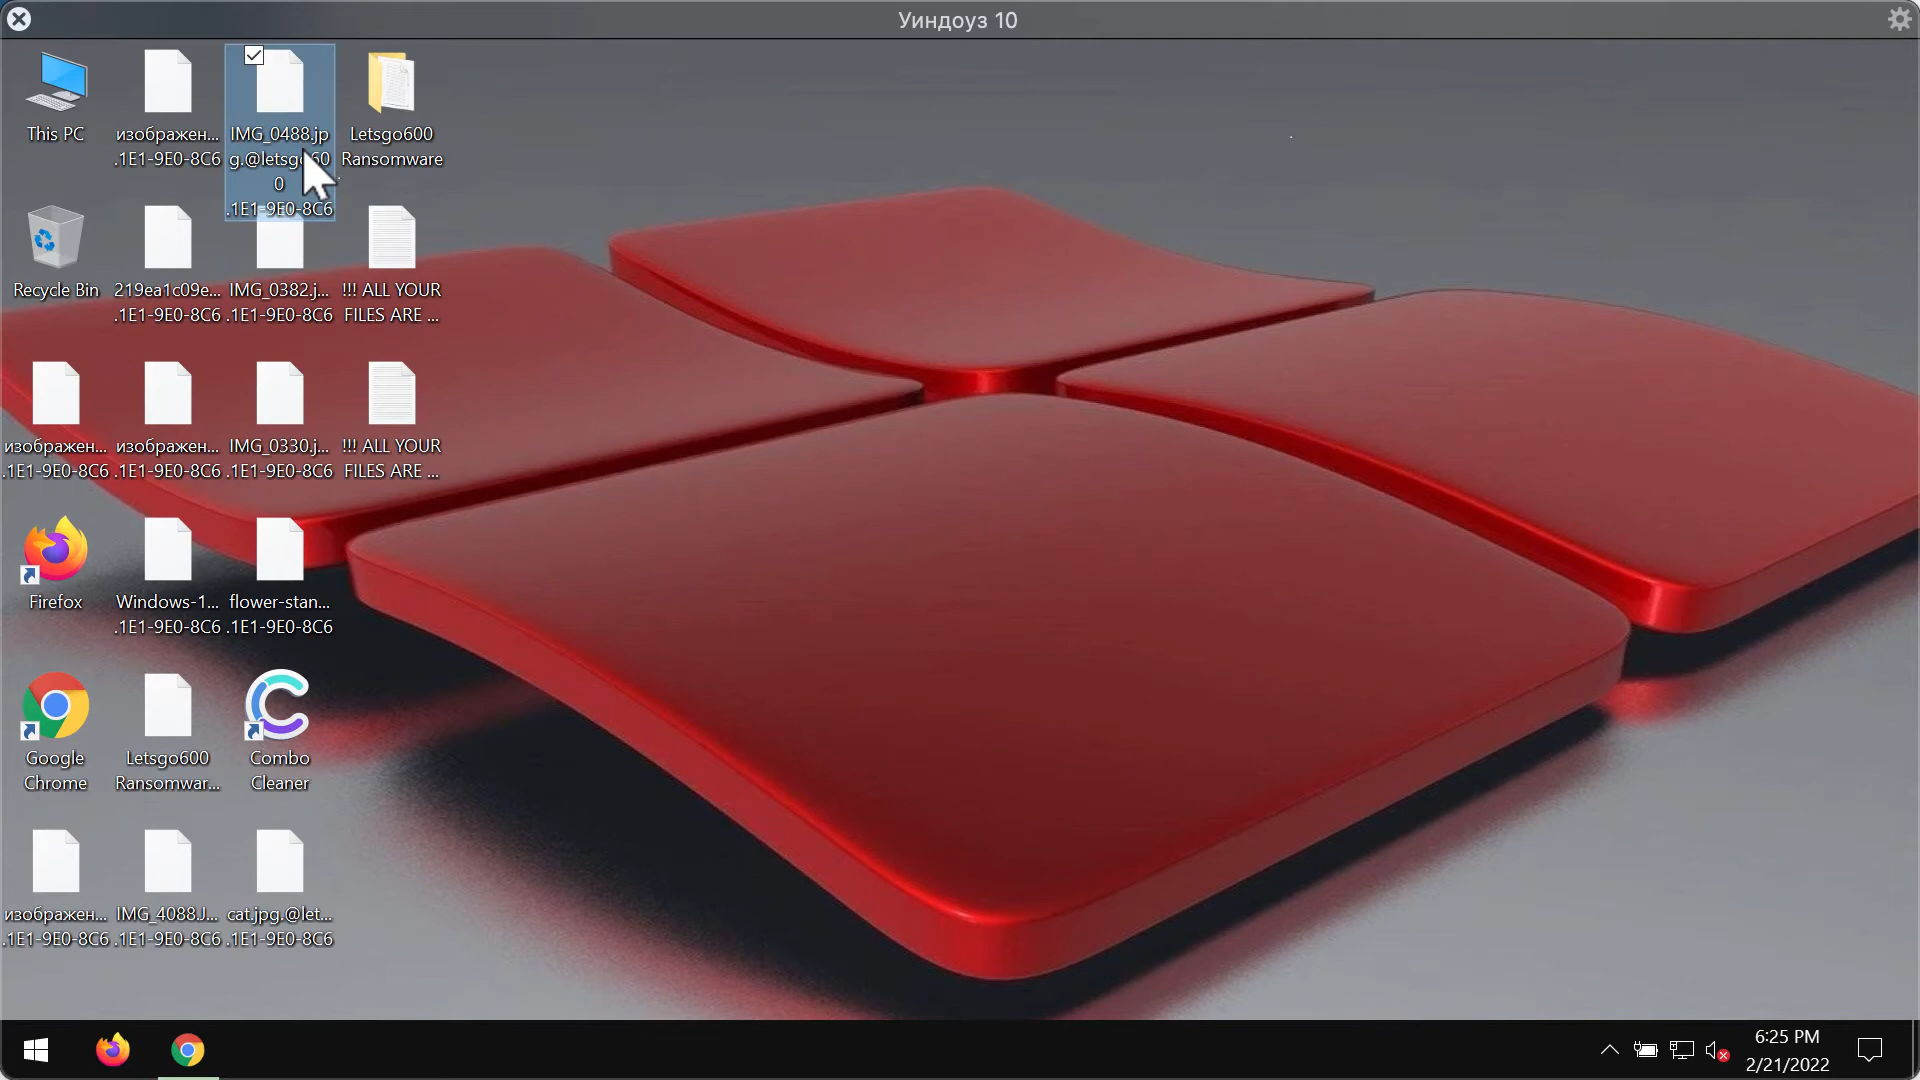 Уиндоуз 10
This PC
изображен...
.1E1-9E0-8C6
IMG_0488.jp
g.@letsgo60
0
.1E1-9E0-8C6
Letsgo600
Ransomware
Recycle Bin
219ea1c09e...
.1E1-9E0-8C6
IMG_0382.j...
.1E1-9E0-8C6
!!! ALL YOUR
FILES ARE ...
изображен...
.1E1-9E0-8C6
изображен...
.1E1-9E0-8C6
IMG_0330.j...
.1E1-9E0-8C6
!!! ALL YOUR
FILES ARE ...
Firefox
Windows-1...
.1E1-9E0-8C6
flower-stan...
.1E1-9E0-8C6
Google
Chrome
Letsgo600
Ransomwar...
Combo
Cleaner
изображен...
.1E1-9E0-8C6
IMG_4088.J...
.1E1-9E0-8C6
cat.jpg.@let...
.1E1-9E0-8C6
6:25 PM
2/21/2022